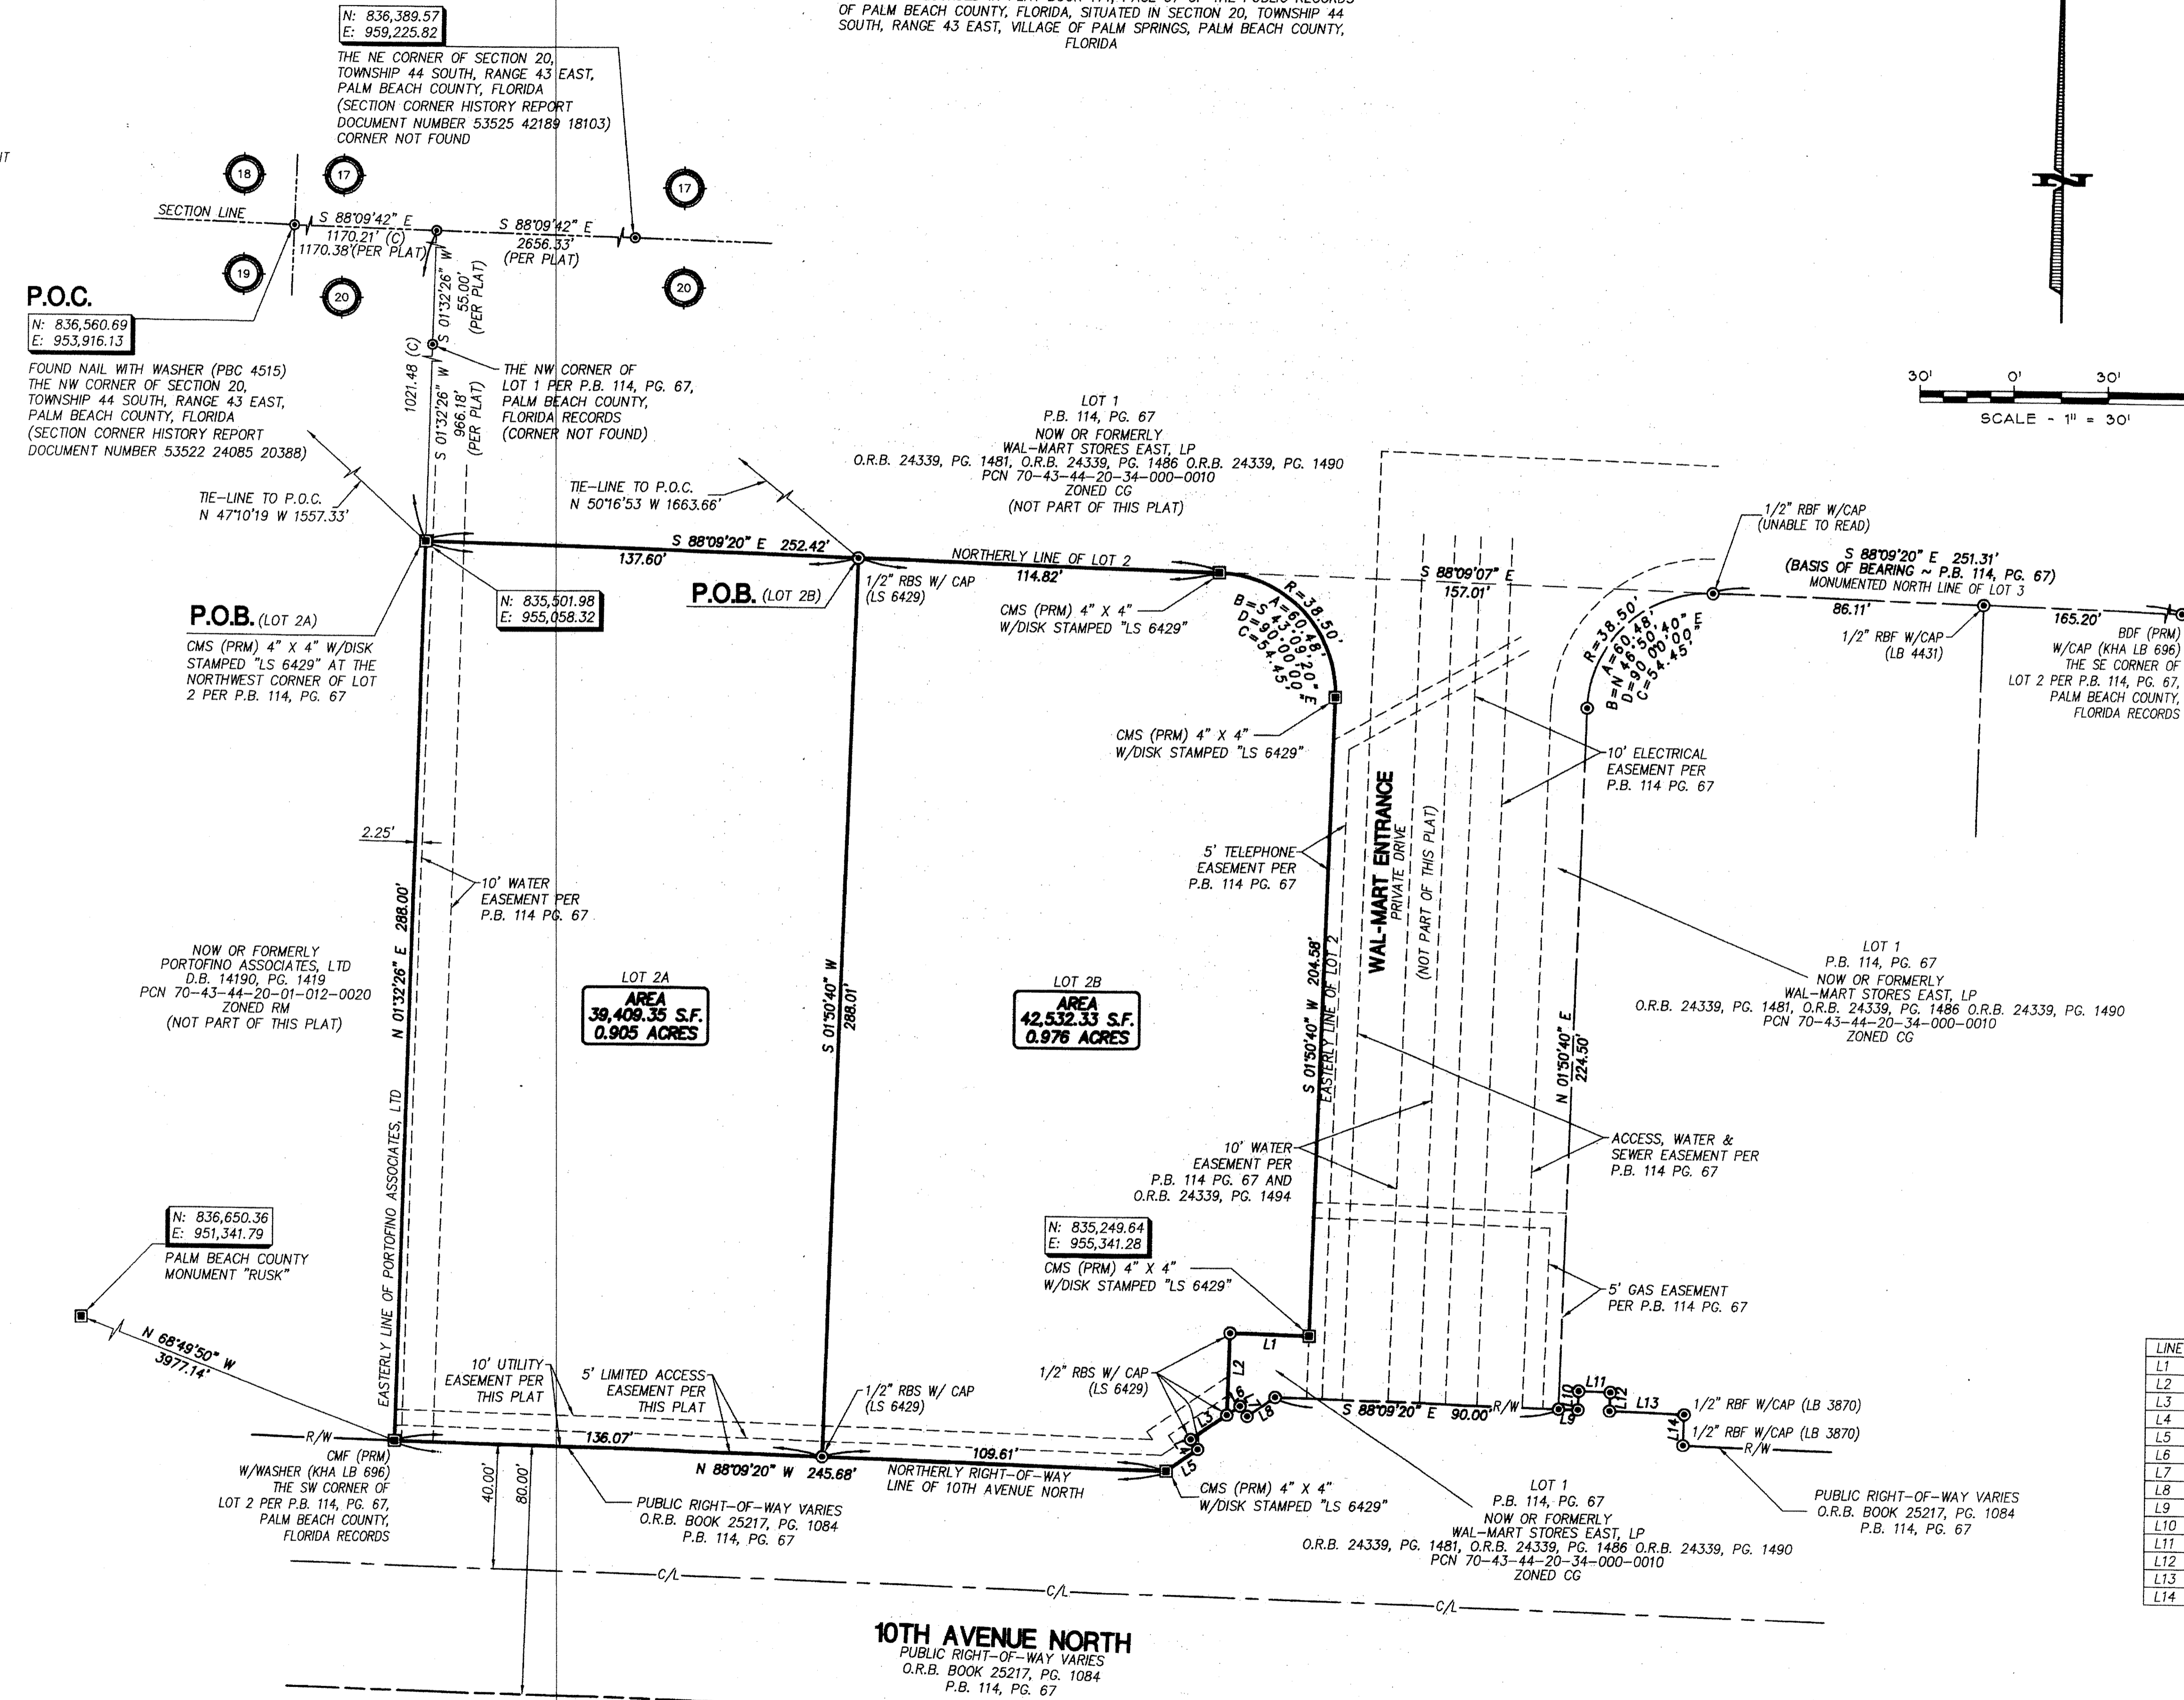 OF PALM BEACH COUNTY, FLORIDA, SITUATED IN SECTION 20, TOWNSHIP 44
SOUTH, RANGE 43 EAST, VILLAGE OF PALM SPRINGS, PALM BEACH COUNTY,
FLORIDA
N: 836,389.57
E: 959,225.82
THE NE CORNER OF SECTION 20,
TOWNSHIP 44 SOUTH, RANGE 43 EAST,
PALM BEACH COUNTY, FLORIDA
(SECTION CORNER HISTORY REPORT
DOCUMENT NUMBER 53525 42189 18103)
CORNER NOT FOUND
N
18
17
17
SECTION LINE
S 88°09'42" E
1170.21' (C)
1170.38'(PER PLAT)
S 88°09'42" E
2656.33'
(PER PLAT)
19
20
20
P.O.C.
N: 836,560.69
E: 953,916.13
FOUND NAIL WITH WASHER (PBC 4515)
THE NW CORNER OF SECTION 20,
TOWNSHIP 44 SOUTH, RANGE 43 EAST,
PALM BEACH COUNTY, FLORIDA
(SECTION CORNER HISTORY REPORT
DOCUMENT NUMBER 53522 24085 20388)
S 01°32'26" W
55.00'
(PER PLAT)
1021.48 (C)
S 01°32'26" W
966.18'
(PER PLAT)
THE NW CORNER OF
LOT 1 PER P.B. 114, PG. 67,
PALM BEACH COUNTY,
FLORIDA RECORDS
(CORNER NOT FOUND)
30'
0'
30'
SCALE - 1" = 30'
LOT 1
P.B. 114, PG. 67
NOW OR FORMERLY
WAL-MART STORES EAST, LP
O.R.B. 24339, PG. 1481, O.R.B. 24339, PG. 1486 O.R.B. 24339, PG. 1490
PCN 70-43-44-20-34-000-0010
ZONED CG
(NOT PART OF THIS PLAT)
TIE-LINE TO P.O.C.
N 47°10'19 W 1557.33'
TIE-LINE TO P.O.C.
N 50°16'53 W 1663.66'
1/2" RBF W/CAP
(UNABLE TO READ)
S 88°09'20" E 252.42'
137.60'
NORTHERLY LINE OF LOT 2
114.82'
S 88°09'07" E
157.01'
S 88°09'20" E 251.31'
(BASIS OF BEARING ~ P.B. 114, PG. 67)
MONUMENTED NORTH LINE OF LOT 3
86.11'
165.20'
1/2" RBF W/CAP
(LB 4431)
BDF (PRM)
W/CAP (KHA LB 696)
THE SE CORNER OF
LOT 2 PER P.B. 114, PG. 67,
PALM BEACH COUNTY,
FLORIDA RECORDS
P.O.B. (LOT 2A)
CMS (PRM) 4" X 4" W/DISK
STAMPED "LS 6429" AT THE
NORTHWEST CORNER OF LOT
2 PER P.B. 114, PG. 67
N: 835,501.98
E: 955,058.32
P.O.B. (LOT 2B)
1/2" RBS W/ CAP
(LS 6429)
CMS (PRM) 4" X 4"
W/DISK STAMPED "LS 6429"
R=38.50'
A=60.48'
B=S 43°09'20" E
D=90°00'00"
C=54.45'
R=38.50'
A=60.48'
B=N 46°50'40" E
D=90°00'00"
C=54.45'
CMS (PRM) 4" X 4"
W/DISK STAMPED "LS 6429"
10' ELECTRICAL
EASEMENT PER
P.B. 114 PG. 67
2.25'
10' WATER
EASEMENT PER
P.B. 114 PG. 67
5' TELEPHONE
EASEMENT PER
P.B. 114 PG. 67
WAL-MART ENTRANCE
PRIVATE DRIVE
(NOT PART OF THIS PLAT)
NOW OR FORMERLY
PORTOFINO ASSOCIATES, LTD
D.B. 14190, PG. 1419
PCN 70-43-44-20-01-012-0020
ZONED RM
(NOT PART OF THIS PLAT)
EASTERLY LINE OF PORTOFINO ASSOCIATES, LTD
N 01°32'26" E 288.00'
LOT 2A
AREA
39,409.35 S.F.
0.905 ACRES
S 01°50'40" W
288.01'
LOT 2B
AREA
42,532.33 S.F.
0.976 ACRES
S 01°50'40" W 204.58'
EASTERLY LINE OF LOT 2
N 01°50'40" E
224.50'
LOT 1
P.B. 114, PG. 67
NOW OR FORMERLY
WAL-MART STORES EAST, LP
O.R.B. 24339, PG. 1481, O.R.B. 24339, PG. 1486 O.R.B. 24339, PG. 1490
PCN 70-43-44-20-34-000-0010
ZONED CG
10' WATER
EASEMENT PER
P.B. 114 PG. 67 AND
O.R.B. 24339, PG. 1494
ACCESS, WATER &
SEWER EASEMENT PER
P.B. 114 PG. 67
N: 836,650.36
E: 951,341.79
PALM BEACH COUNTY
MONUMENT "RUSK"
N 68°49'50" W
3977.14'
N: 835,249.64
E: 955,341.28
CMS (PRM) 4" X 4"
W/DISK STAMPED "LS 6429"
5' GAS EASEMENT
PER P.B. 114 PG. 67
10' UTILITY
EASEMENT PER
THIS PLAT
5' LIMITED ACCESS
EASEMENT PER
THIS PLAT
1/2" RBS W/ CAP
(LS 6429)
1/2" RBS W/ CAP
(LS 6429)
L1
L2
L3
L4
L5
L6
L7
L8
S 88°09'20" E 90.00'
R/W
L9
L10
L11
L12
L13
L14
1/2" RBF W/CAP (LB 3870)
1/2" RBF W/CAP (LB 3870)
R/W
R/W
136.07'
N 88°09'20" W 245.68'
109.61'
NORTHERLY RIGHT-OF-WAY
LINE OF 10TH AVENUE NORTH
CMF (PRM)
W/WASHER (KHA LB 696)
THE SW CORNER OF
LOT 2 PER P.B. 114, PG. 67,
PALM BEACH COUNTY,
FLORIDA RECORDS
40.00'
80.00'
PUBLIC RIGHT-OF-WAY VARIES
O.R.B. BOOK 25217, PG. 1084
P.B. 114, PG. 67
CMS (PRM) 4" X 4"
W/DISK STAMPED "LS 6429"
LOT 1
P.B. 114, PG. 67
NOW OR FORMERLY
WAL-MART STORES EAST, LP
O.R.B. 24339, PG. 1481, O.R.B. 24339, PG. 1486 O.R.B. 24339, PG. 1490
PCN 70-43-44-20-34-000-0010
ZONED CG
PUBLIC RIGHT-OF-WAY VARIES
O.R.B. BOOK 25217, PG. 1084
P.B. 114, PG. 67
LINE
L1
L2
L3
L4
L5
L6
L7
L8
L9
L10
L11
L12
L13
L14
C/L
C/L
C/L
10TH AVENUE NORTH
PUBLIC RIGHT-OF-WAY VARIES
O.R.B. BOOK 25217, PG. 1084
P.B. 114, PG. 67